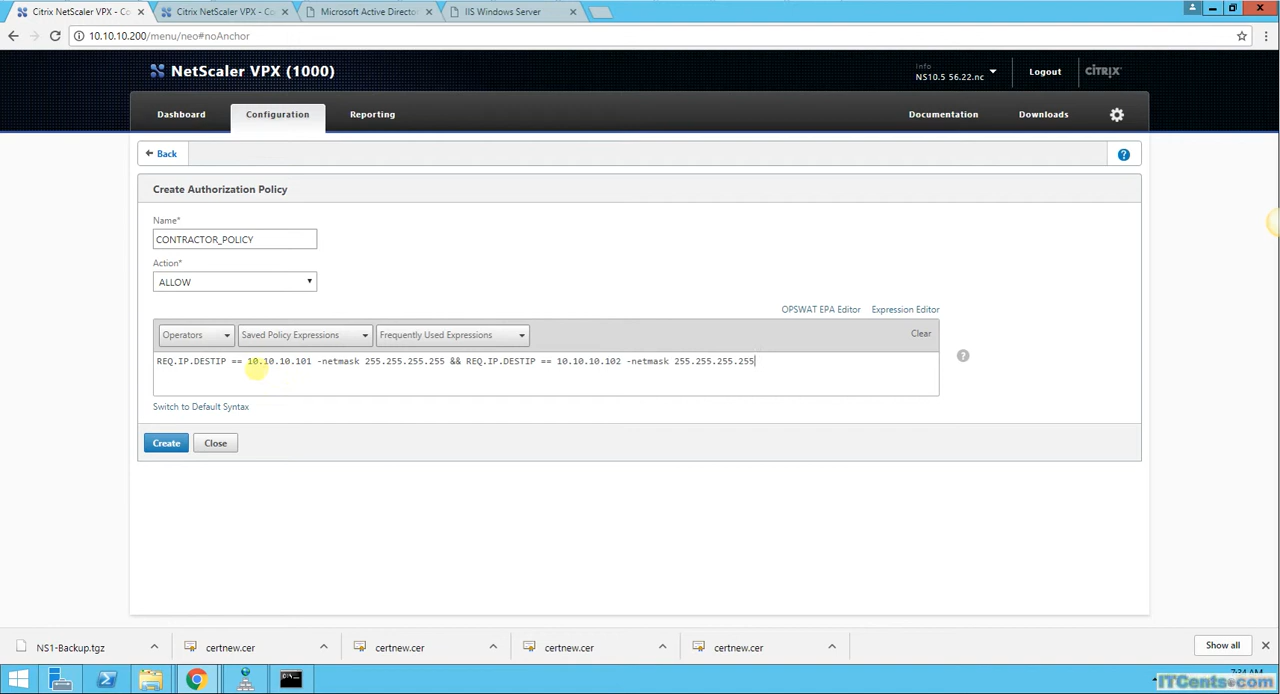 Citrix NetScaler VPX - Co
Citrix NetScaler VPX - Co
Microsoft Active Directo
IIS Windows Server
10.10.10.200/menu/neo#noAnchor
NetScaler VPX (1000)
Info
NS10.5 56.22.nc
Logout
CITRIX
Dashboard
Configuration
Reporting
Documentation
Downloads
Back
?
Create Authorization Policy
Name*
CONTRACTOR_POLICY
Action*
ALLOW
OPSWAT EPA Editor
Expression Editor
Operators
Saved Policy Expressions
Frequently Used Expressions
Clear
REQ.IP.DESTIP == 10.10.10.101 -netmask 255.255.255.255 && REQ.IP.DESTIP == 10.10.10.102 -netmask 255.255.255.255
?
Switch to Default Syntax
Create
Close
NS1-Backup.tgz
certnew.cer
certnew.cer
certnew.cer
certnew.cer
Show all
7:34 AM
ITCents.com